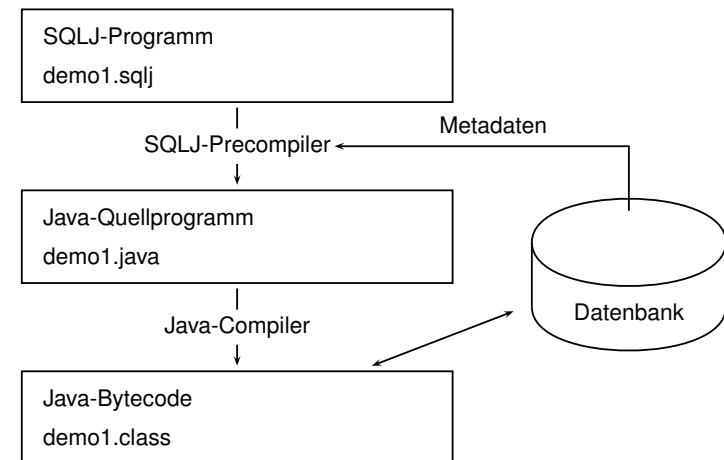 SQLJ-Programm
demo1.sqlj
Metadaten
SQLJ-Precompiler
Java-Quellprogramm
demo1.java
Datenbank
Java-Compiler
Java-Bytecode
demo1.class